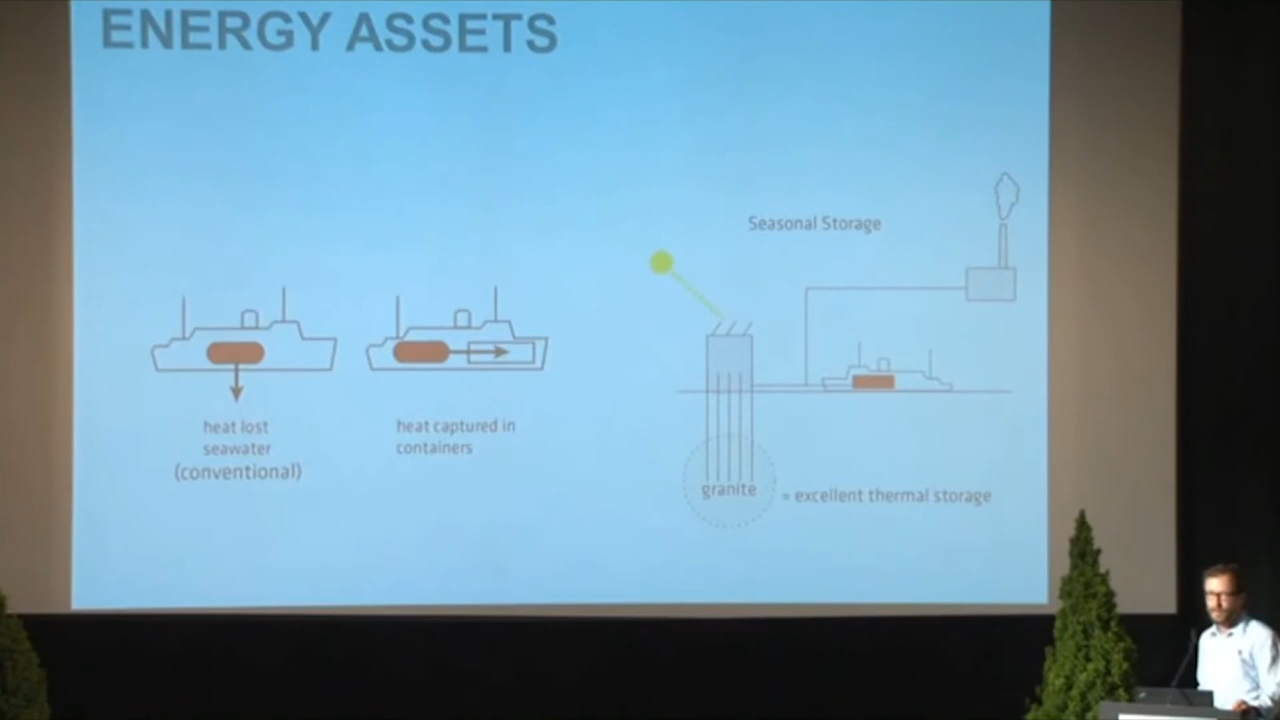 ENERGY ASSETS
Seasonal Storage
heat lost
seawater
(conventional)
heat captured in
containers
granite
= excellent thermal storage